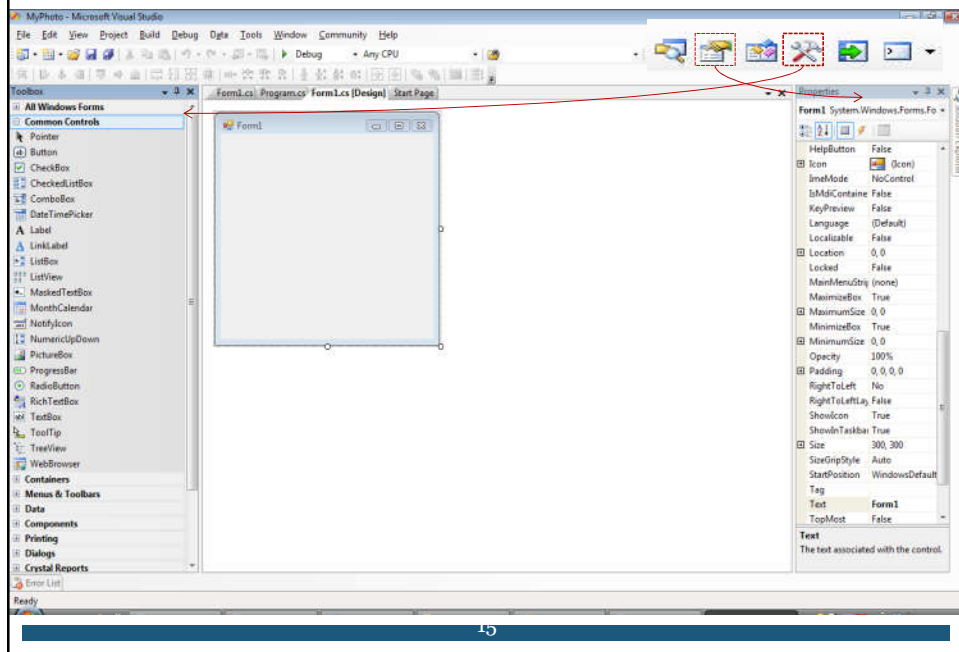 MyPhoto - Microsoft Visual Studio
File Edit View Project Build Debug Data Tools Window Community Help
Debug Any CPU
Toolbox
Form1.cs Program.cs Form1.cs [Design] Start Page
Properties
All Windows Forms
Common Controls
Pointer
Button
CheckBox
CheckedListBox
ComboBox
DateTimePicker
Label
LinkLabel
ListBox
ListView
MaskedTextBox
MonthCalendar
NotifyIcon
NumericUpDown
PictureBox
ProgressBar
RadioButton
RichTextBox
TextBox
ToolTip
TreeView
WebBrowser
Containers
Menus & Toolbars
Data
Components
Printing
Dialogs
Crystal Reports
Error List
Ready
Form1
Form1 System.Windows.Forms.Fo
HelpButton False
Icon (Icon)
ImeMode NoControl
IsMdiContaine False
KeyPreview False
Language (Default)
Localizable False
Location 0, 0
Locked False
MainMenuStrip (none)
MaximizeBox True
MaximumSize 0, 0
MinimizeBox True
MinimumSize 0, 0
Opacity 100%
Padding 0, 0, 0, 0
RightToLeft No
RightToLeftLay False
ShowIcon True
ShowInTaskbar True
Size 300, 300
SizeGripStyle Auto
StartPosition WindowsDefault
Tag
Text Form1
TopMost False
Text
The text associated with the control.
15